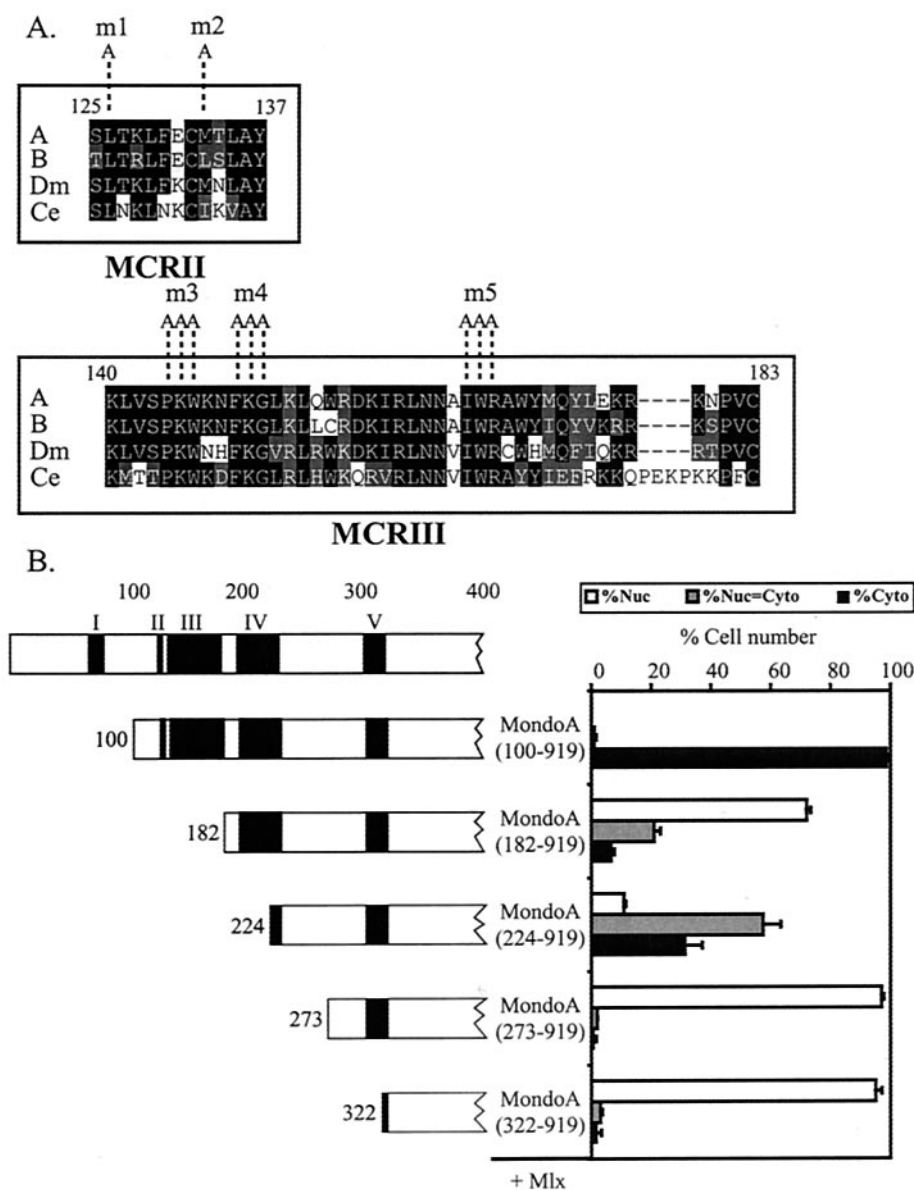 A.
m1 m2
A A
125 137
A SLTKLFECMTLAY
B TLTRLFECLSLAY
Dm SLTKLFKCMNLAY
Ce SLNKLNKCIKVAY
MCRII
m3 m4 m5
AAA AAA AAA
140 183
A KLVSPKWKNFKGLKLQWRDKIRLNNAIWRAWYMQYLEKR----KNPVC
B KLVSPKWKNFKGLKLLCRDKIRLNNAIWRAWYIQYVKRR----KSPVC
Dm KLVSPKWNHFKGVRLRWKDKIRLNNVIWRCWHMQFIQKR----RTPVC
Ce KMTTPKWKDFKGLRLHWKQRVRLNNVIWRAYYIEFRKKQPEKPKKPFC
MCRIII
B.
100 200 300 400
I II III IV V
%Nuc %Nuc=Cyto %Cyto
% Cell number
0 20 40 60 80 100
100
MondoA
(100-919)
182
MondoA
(182-919)
224
MondoA
(224-919)
273
MondoA
(273-919)
322
MondoA
(322-919)
+ Mlx